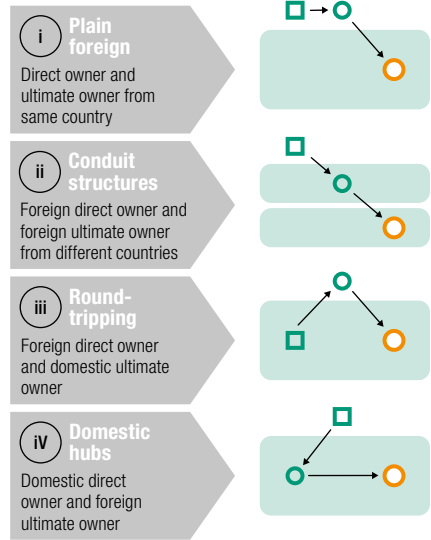 i
Plain
foreign
Direct owner and
ultimate owner from
same country
ii
Conduit
structures
Foreign direct owner and
foreign ultimate owner
from different countries
iii
Round-
tripping
Foreign direct owner
and domestic ultimate
owner
iV
Domestic
hubs
Domestic direct
owner and foreign
ultimate owner